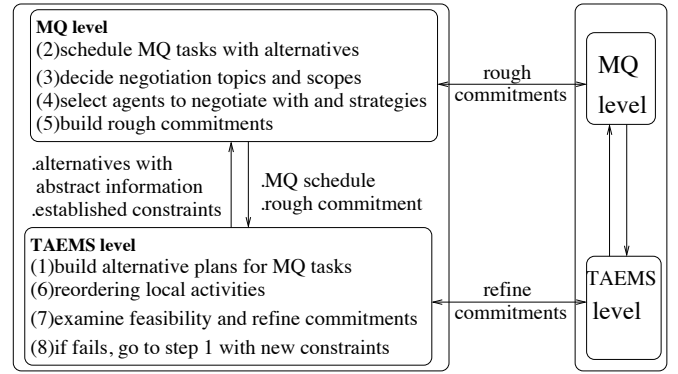 MQ level
(2)schedule MQ tasks with alternatives
(3)decide negotiation topics and scopes
(4)select agents to negotiate with and strategies
(5)build rough commitments
.alternatives with
abstract information
.established constraints
.MQ schedule
.rough commitment
TAEMS level
(1)build alternative plans for MQ tasks
(6)reordering local activities
(7)examine feasibility and refine commitments
(8)if fails, go to step 1 with new constraints
rough
commitments
refine
commitments
MQ
level
TAEMS
level